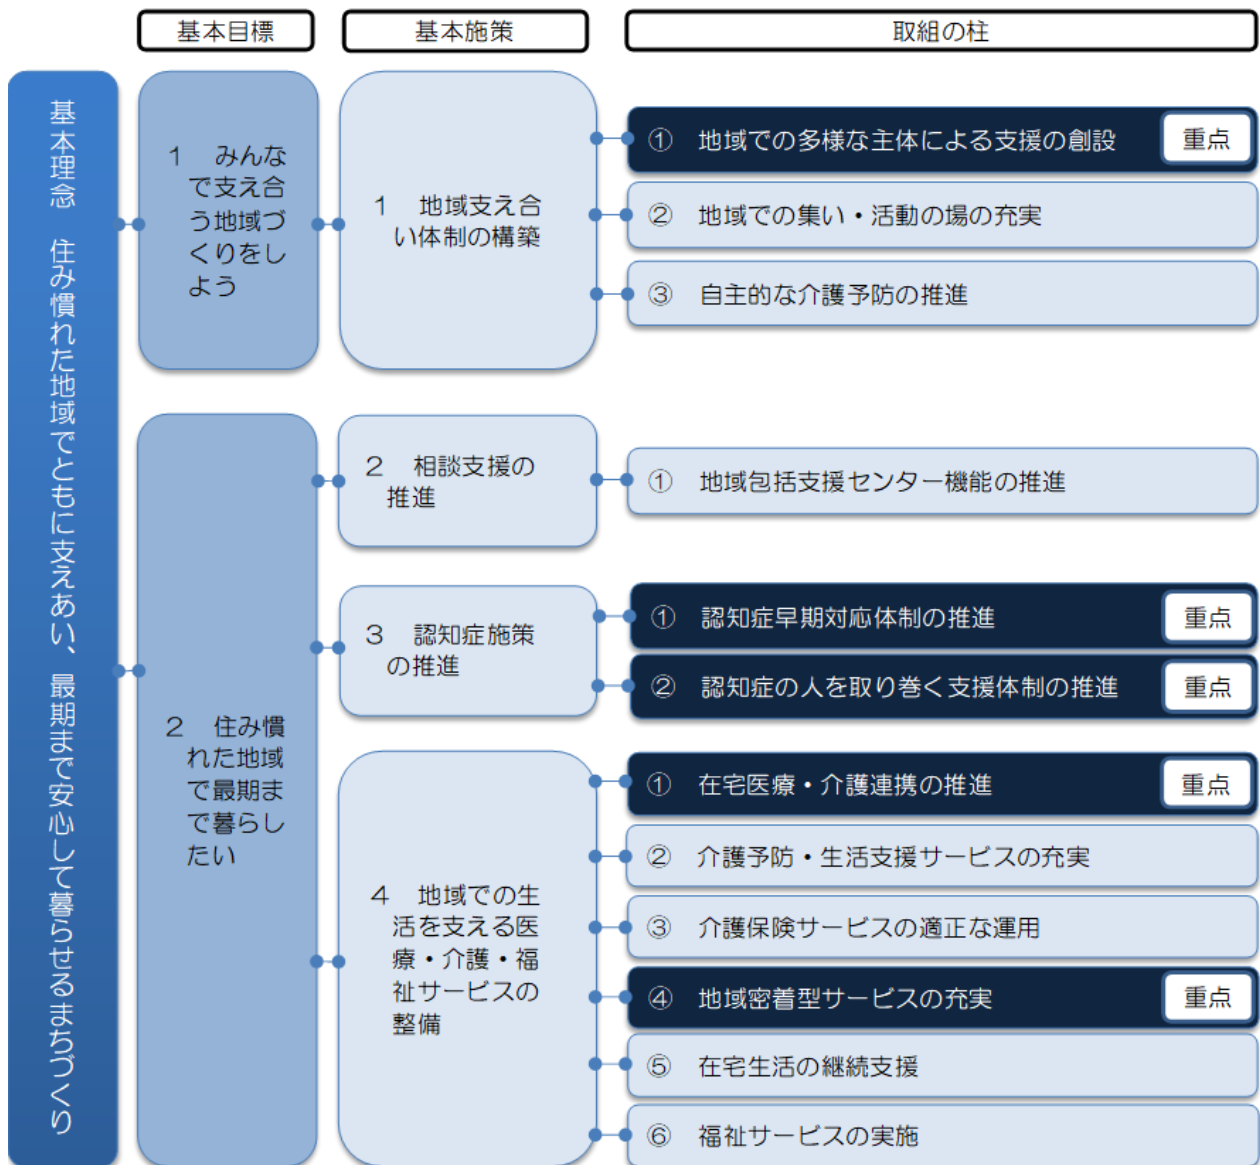 基本目標
基本施策
取組の柱
基本理念　住み慣れた地域でともに支えあい、最期まで安心して暮らせるまちづくり
1　みんな
で支え合
う地域づ
くりをし
よう
1　地域支え合
い体制の構築
① 地域での多様な主体による支援の創設 重点
② 地域での集い・活動の場の充実
③ 自主的な介護予防の推進
2　住み慣
れた地域
で最期ま
で暮らし
たい
2　相談支援の
推進
① 地域包括支援センター機能の推進
3　認知症施策
の推進
① 認知症早期対応体制の推進 重点
② 認知症の人を取り巻く支援体制の推進 重点
4　地域での生
活を支える医
療・介護・福
祉サービスの
整備
① 在宅医療・介護連携の推進 重点
② 介護予防・生活支援サービスの充実
③ 介護保険サービスの適正な運用
④ 地域密着型サービスの充実 重点
⑤ 在宅生活の継続支援
⑥ 福祉サービスの実施